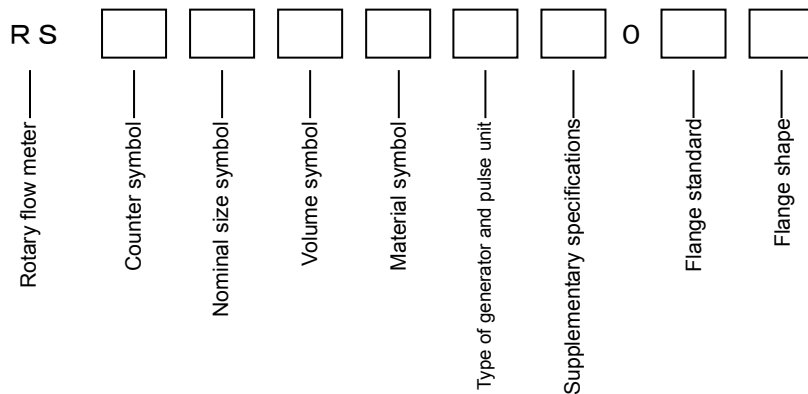 RS 0
Rotary flow meter
Counter symbol
Nominal size symbol
Volume symbol
Material symbol
Type of generator and pulse unit
Supplementary specifications
Flange standard
Flange shape